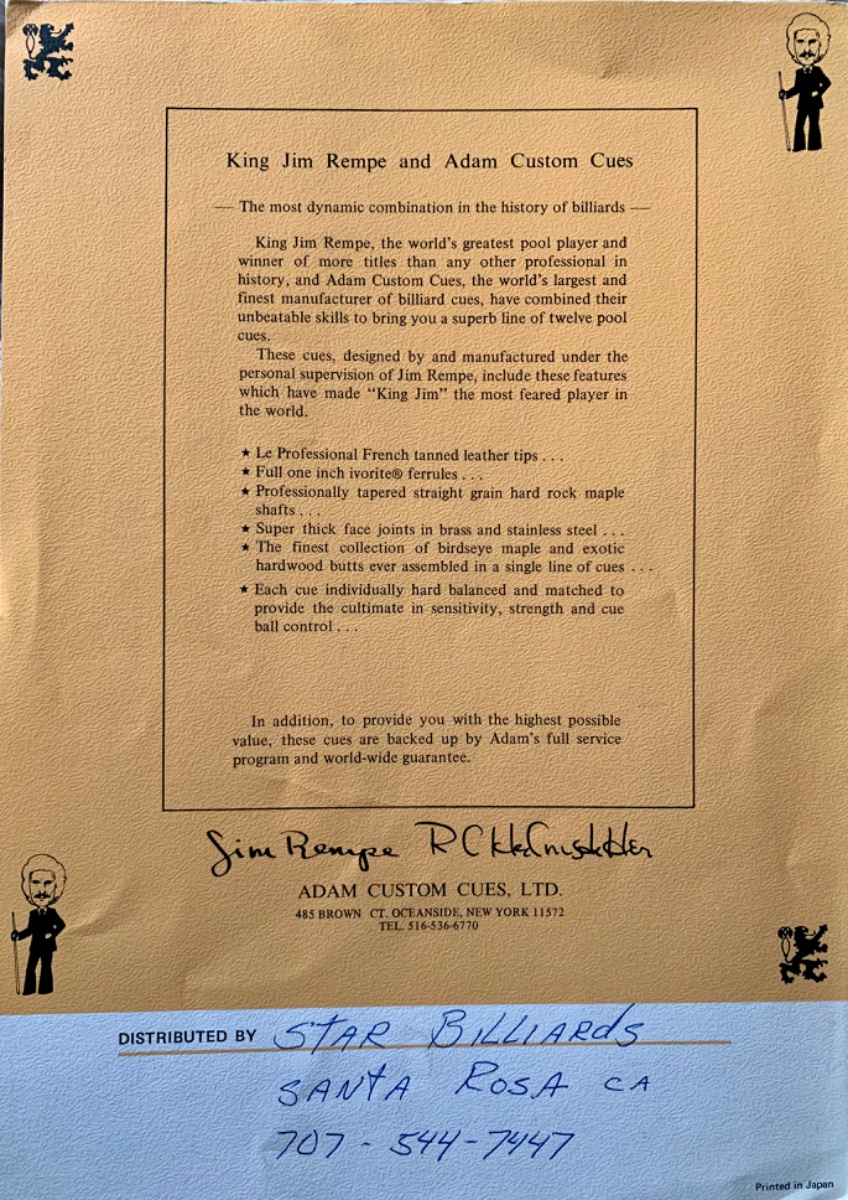 King Jim Rempe and Adam Custom Cues
— The most dynamic combination in the history of billiards —
King Jim Rempe, the world's greatest pool player and
winner of more titles than any other professional in
history, and Adam Custom Cues, the world's largest and
finest manufacturer of billiard cues, have combined their
unbeatable skills to bring you a superb line of twelve pool
cues.
These cues, designed by and manufactured under the
personal supervision of Jim Rempe, include these features
which have made “King Jim” the most feared player in
the world.
★ Le Professional French tanned leather tips . . .
★ Full one inch ivorite® ferrules . . .
★ Professionally tapered straight grain hard rock maple
shafts . . .
★ Super thick face joints in brass and stainless steel . . .
★ The finest collection of birdseye maple and exotic
hardwood butts ever assembled in a single line of cues . . .
★ Each cue individually hard balanced and matched to
provide the cultimate in sensitivity, strength and cue
ball control . . .
In addition, to provide you with the highest possible
value, these cues are backed up by Adam's full service
program and world-wide guarantee.
Jim Rempe R C
ADAM CUSTOM CUES, LTD.
485 BROWN CT. OCEANSIDE, NEW YORK 11572
TEL. 516-536-6770
DISTRIBUTED BY STAR BILLIARDS
SANTA ROSA CA
707 - 544 - 7447
Printed in Japan